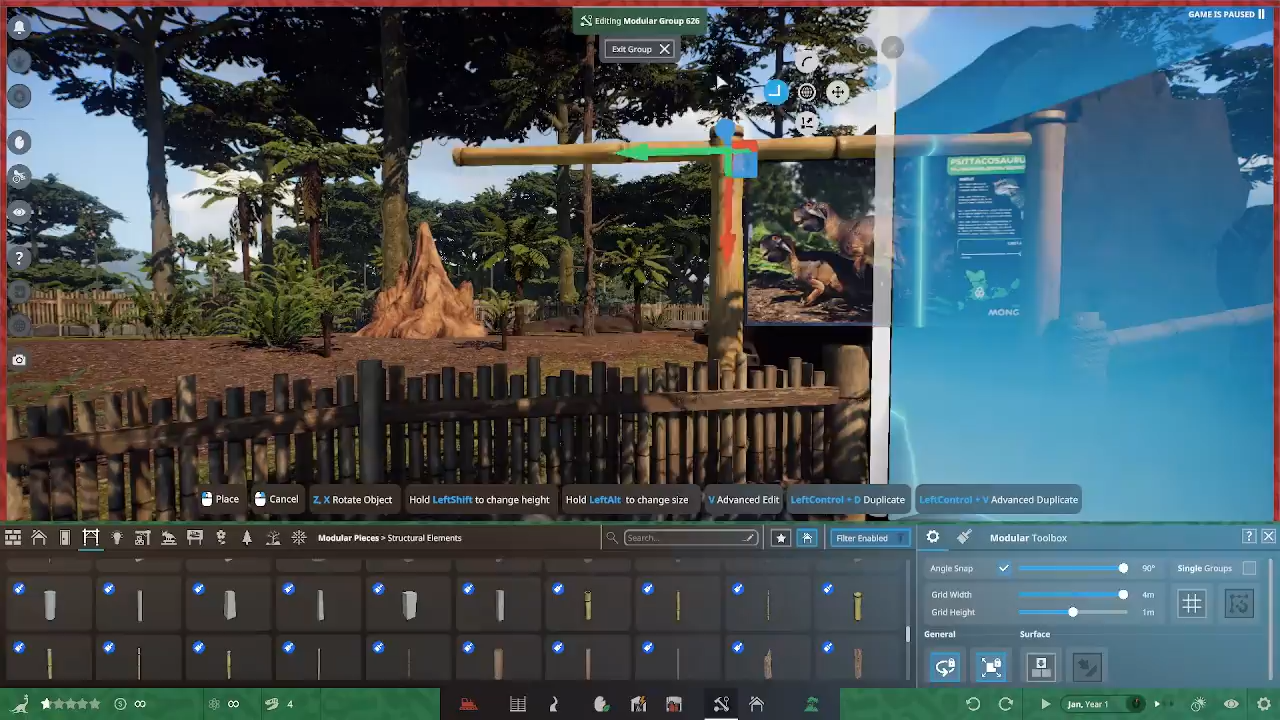 Editing Modular Group 626
GAME IS PAUSED
Exit Group
PSITTACOSAURU
MONG
Place
Cancel
Z, X Rotate Object
Hold LeftShift to change height
Hold LeftAlt to change size
V Advanced Edit
LeftControl + D Duplicate
LeftControl + V Advanced Duplicate
Modular Pieces > Structural Elements
Search...
Filter Enabled
Modular Toolbox
?
Angle Snap
90°
Single Groups
Grid Width
4m
Grid Height
1m
General
Surface
∞
∞
4
Jan, Year 1